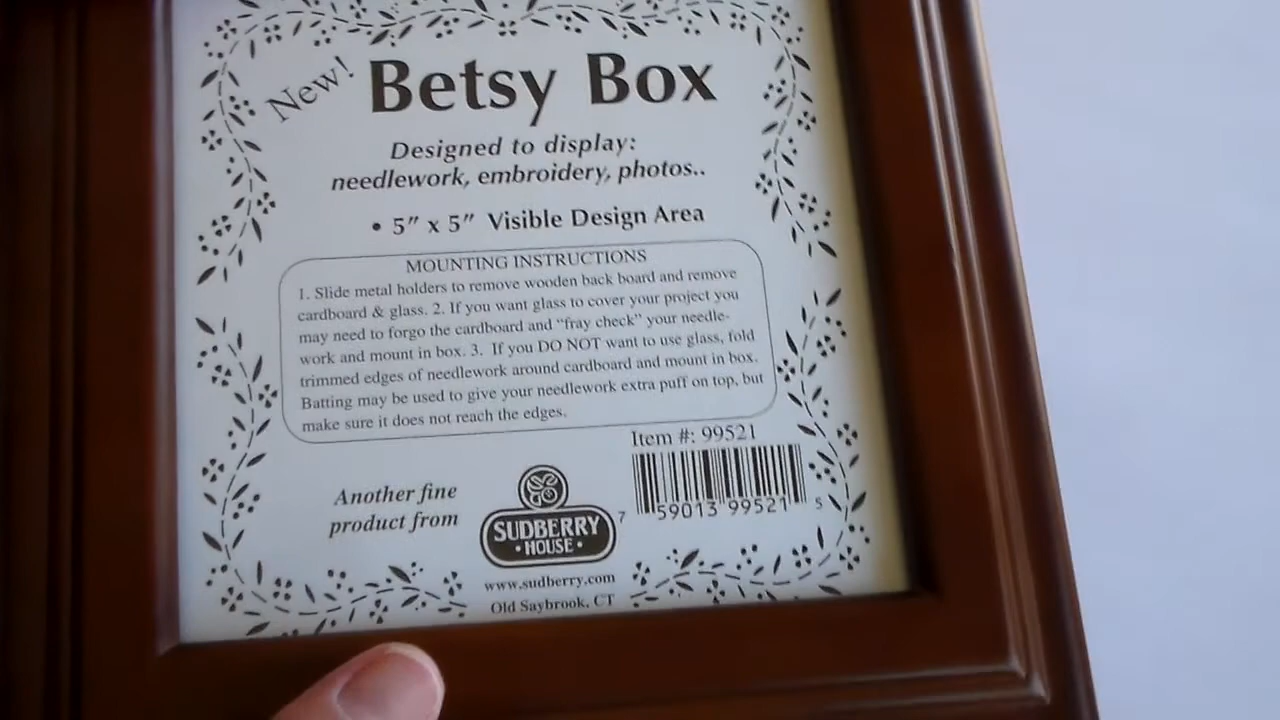 New!
Betsy Box
Designed to display:
needlework, embroidery, photos..
• 5" x 5" Visible Design Area
MOUNTING INSTRUCTIONS
1. Slide metal holders to remove wooden back board and remove
cardboard & glass. 2. If you want glass to cover your project you
may need to forgo the cardboard and "fray check" your needle-
work and mount in box. 3. If you DO NOT want to use glass, fold
trimmed edges of needlework around cardboard and mount in box.
Batting may be used to give your needlework extra puff on top, but
make sure it does not reach the edges.
Item #: 99521
7 59013 99521 5
Another fine
product from
SUDBERRY
• HOUSE •
www.sudberry.com
Old Saybrook, CT